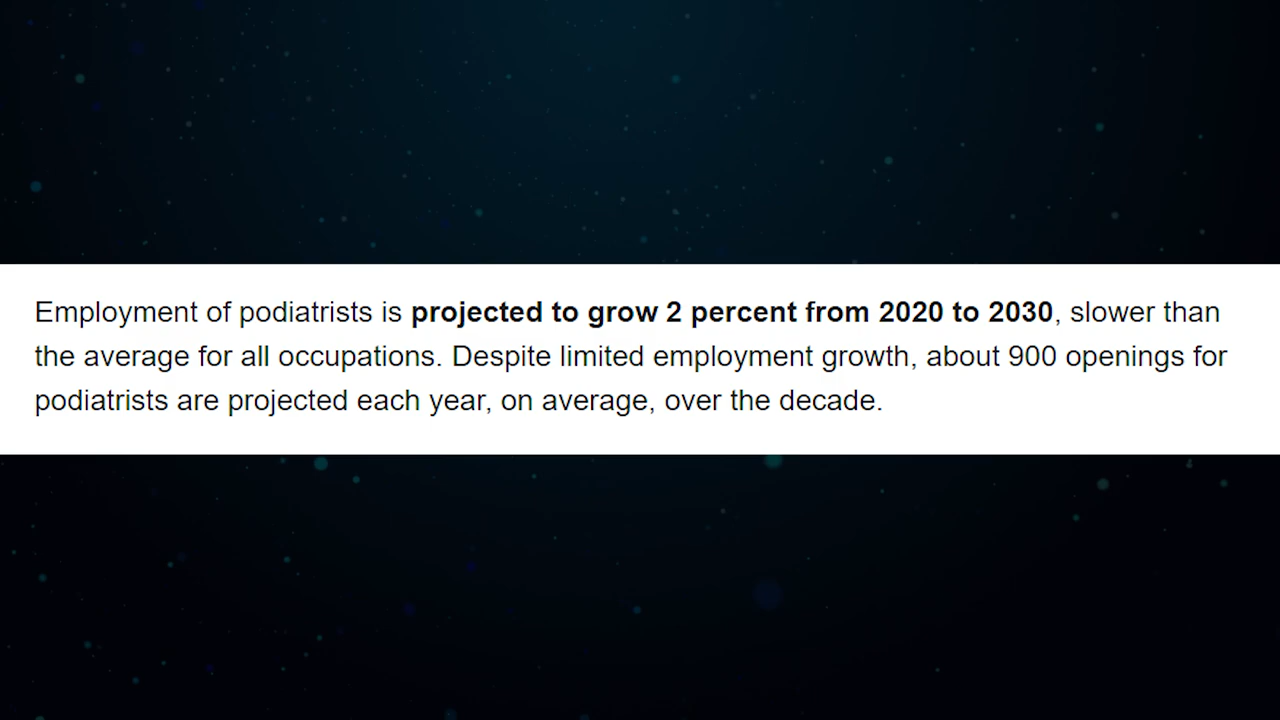 Employment of podiatrists is projected to grow 2 percent from 2020 to 2030, slower than
the average for all occupations. Despite limited employment growth, about 900 openings for
podiatrists are projected each year, on average, over the decade.